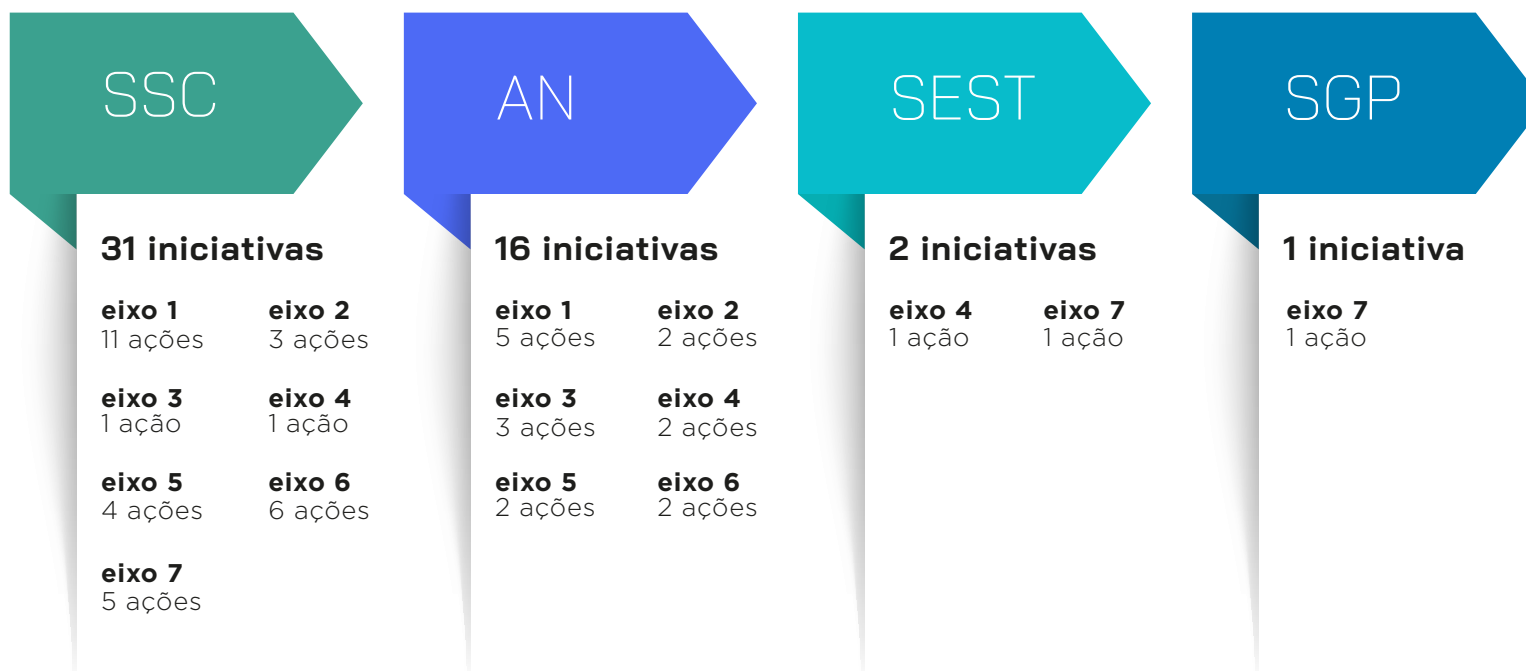 SSC
31 iniciativas
eixo 1
11 ações
eixo 2
3 ações
eixo 3
1 ação
eixo 4
1 ação
eixo 5
4 ações
eixo 6
6 ações
eixo 7
5 ações
AN
16 iniciativas
eixo 1
5 ações
eixo 2
2 ações
eixo 3
3 ações
eixo 4
2 ações
eixo 5
2 ações
eixo 6
2 ações
SEST
2 iniciativas
eixo 4
1 ação
eixo 7
1 ação
SGP
1 iniciativa
eixo 7
1 ação